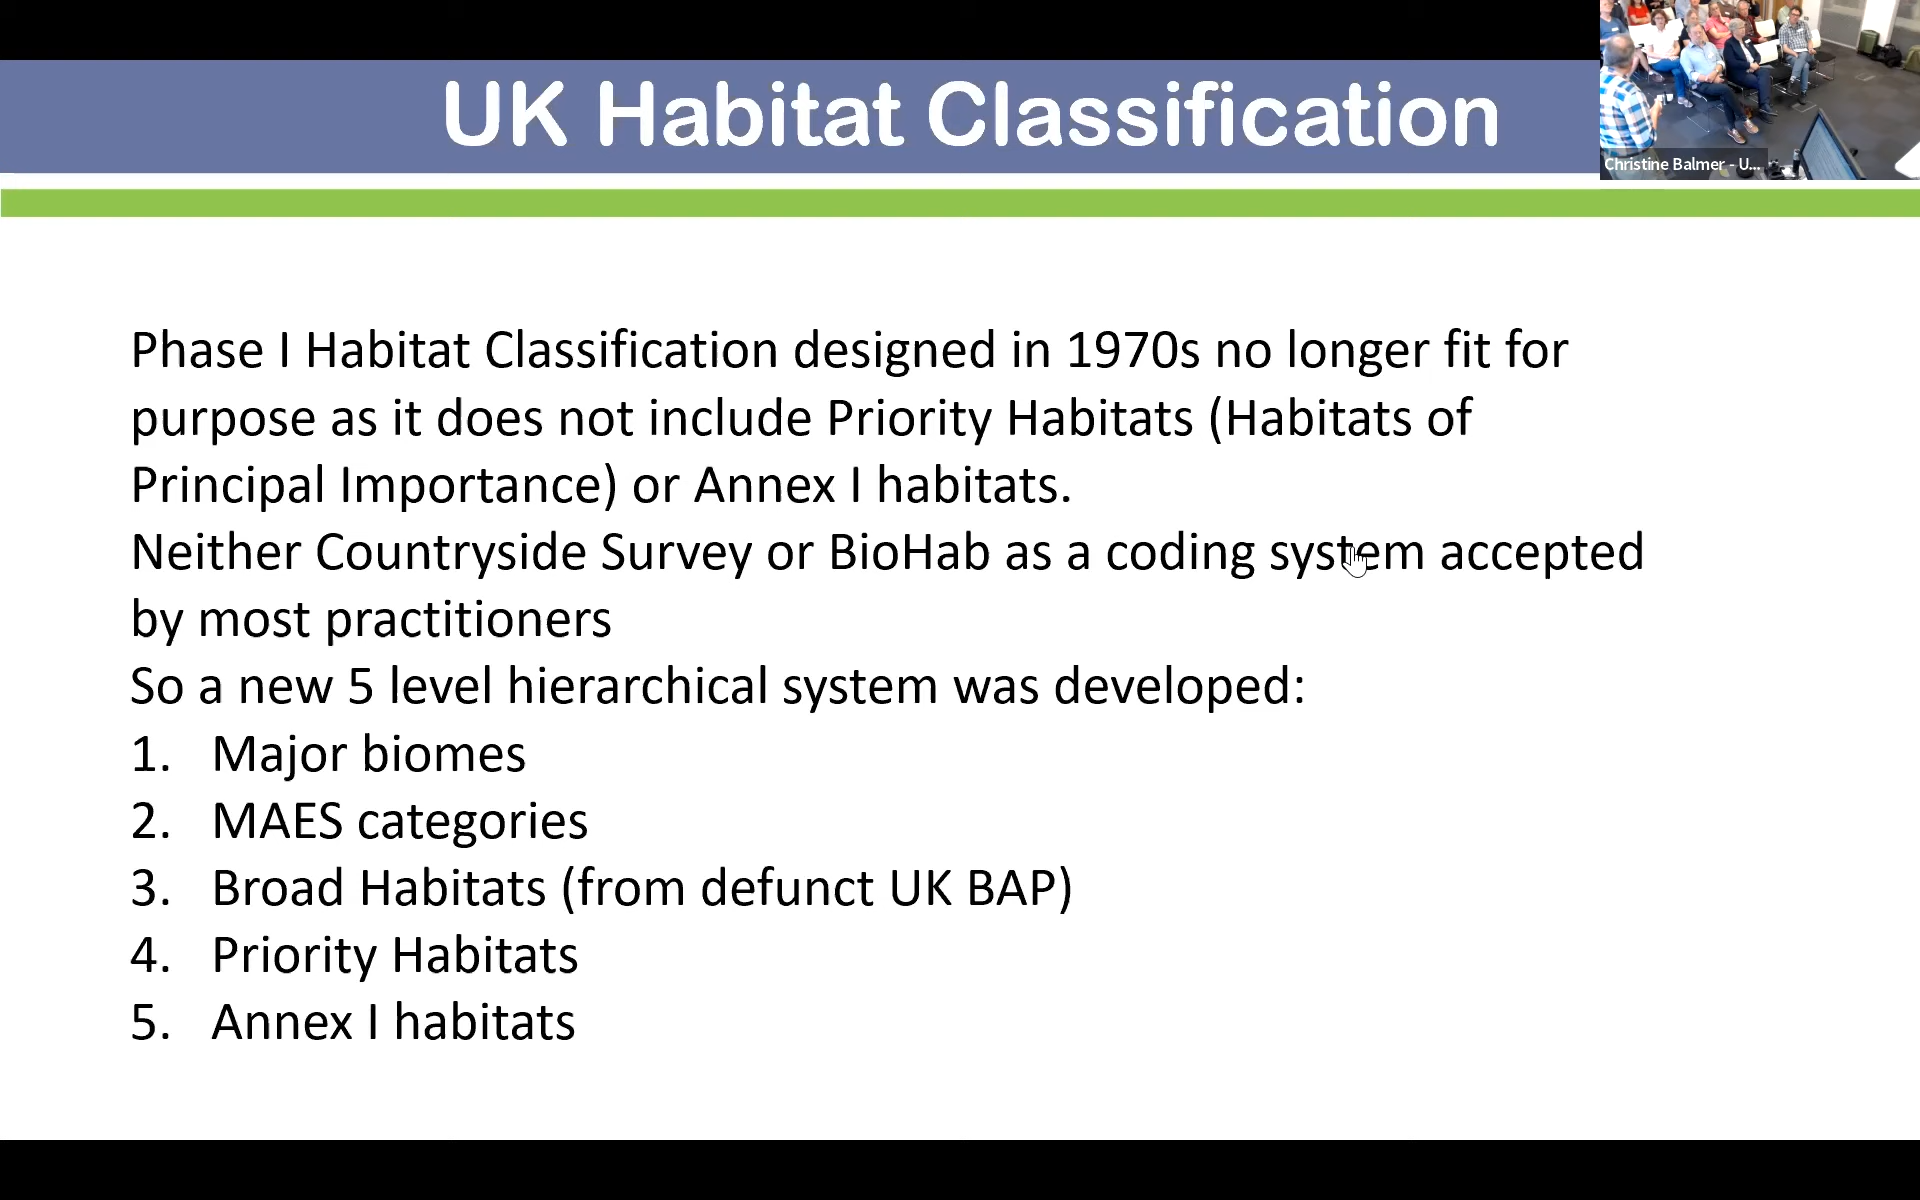 UK Habitat Classification
Christine Balmer - U...
Phase I Habitat Classification designed in 1970s no longer fit for
purpose as it does not include Priority Habitats (Habitats of
Principal Importance) or Annex I habitats.
Neither Countryside Survey or BioHab as a coding system accepted
by most practitioners
So a new 5 level hierarchical system was developed:
1. Major biomes
2. MAES categories
3. Broad Habitats (from defunct UK BAP)
4. Priority Habitats
5. Annex I habitats